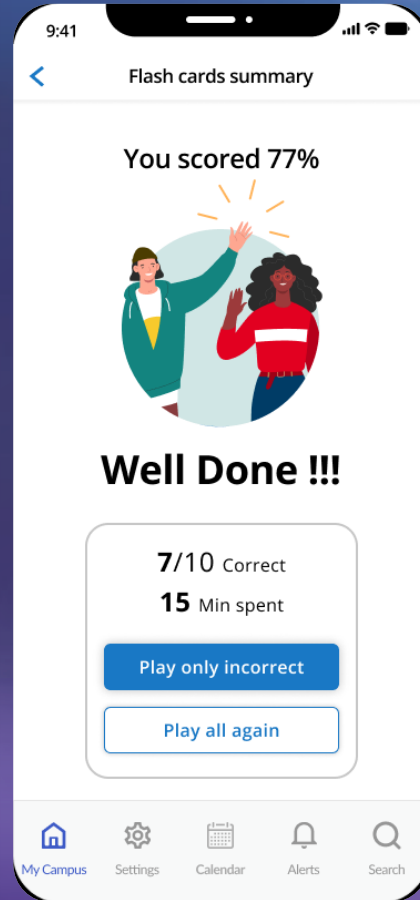 9:41
Flash cards summary
You scored 77%
Well Done !!!
7/10 Correct
15 Min spent
Play only incorrect
Play all again
My Campus Settings Calendar Alerts Search